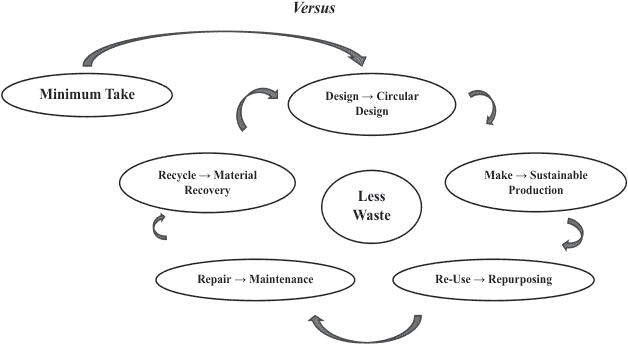 Versus
Minimum Take
Design → Circular
Design
Make → Sustainable
Production
Re-Use → Repurposing
Repair → Maintenance
Recycle → Material
Recovery
Less
Waste